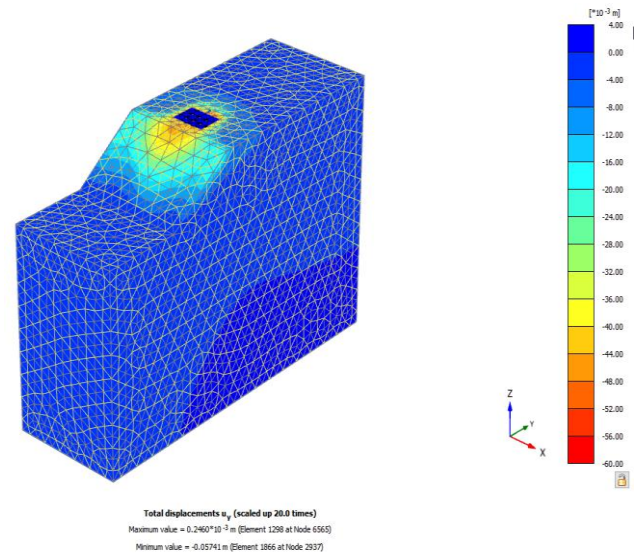 [*10⁻³ m]
4.00
0.00
-4.00
-8.00
-12.00
-16.00
-20.00
-24.00
-28.00
-32.00
-36.00
-40.00
-44.00
-48.00
-52.00
-56.00
-60.00
Z
Y
X
Total displacements u_y (scaled up 20.0 times)
Maximum value = 0.2460*10⁻³ m (Element 1298 at Node 6565)
Minimum value = -0.05741 m (Element 1866 at Node 2937)